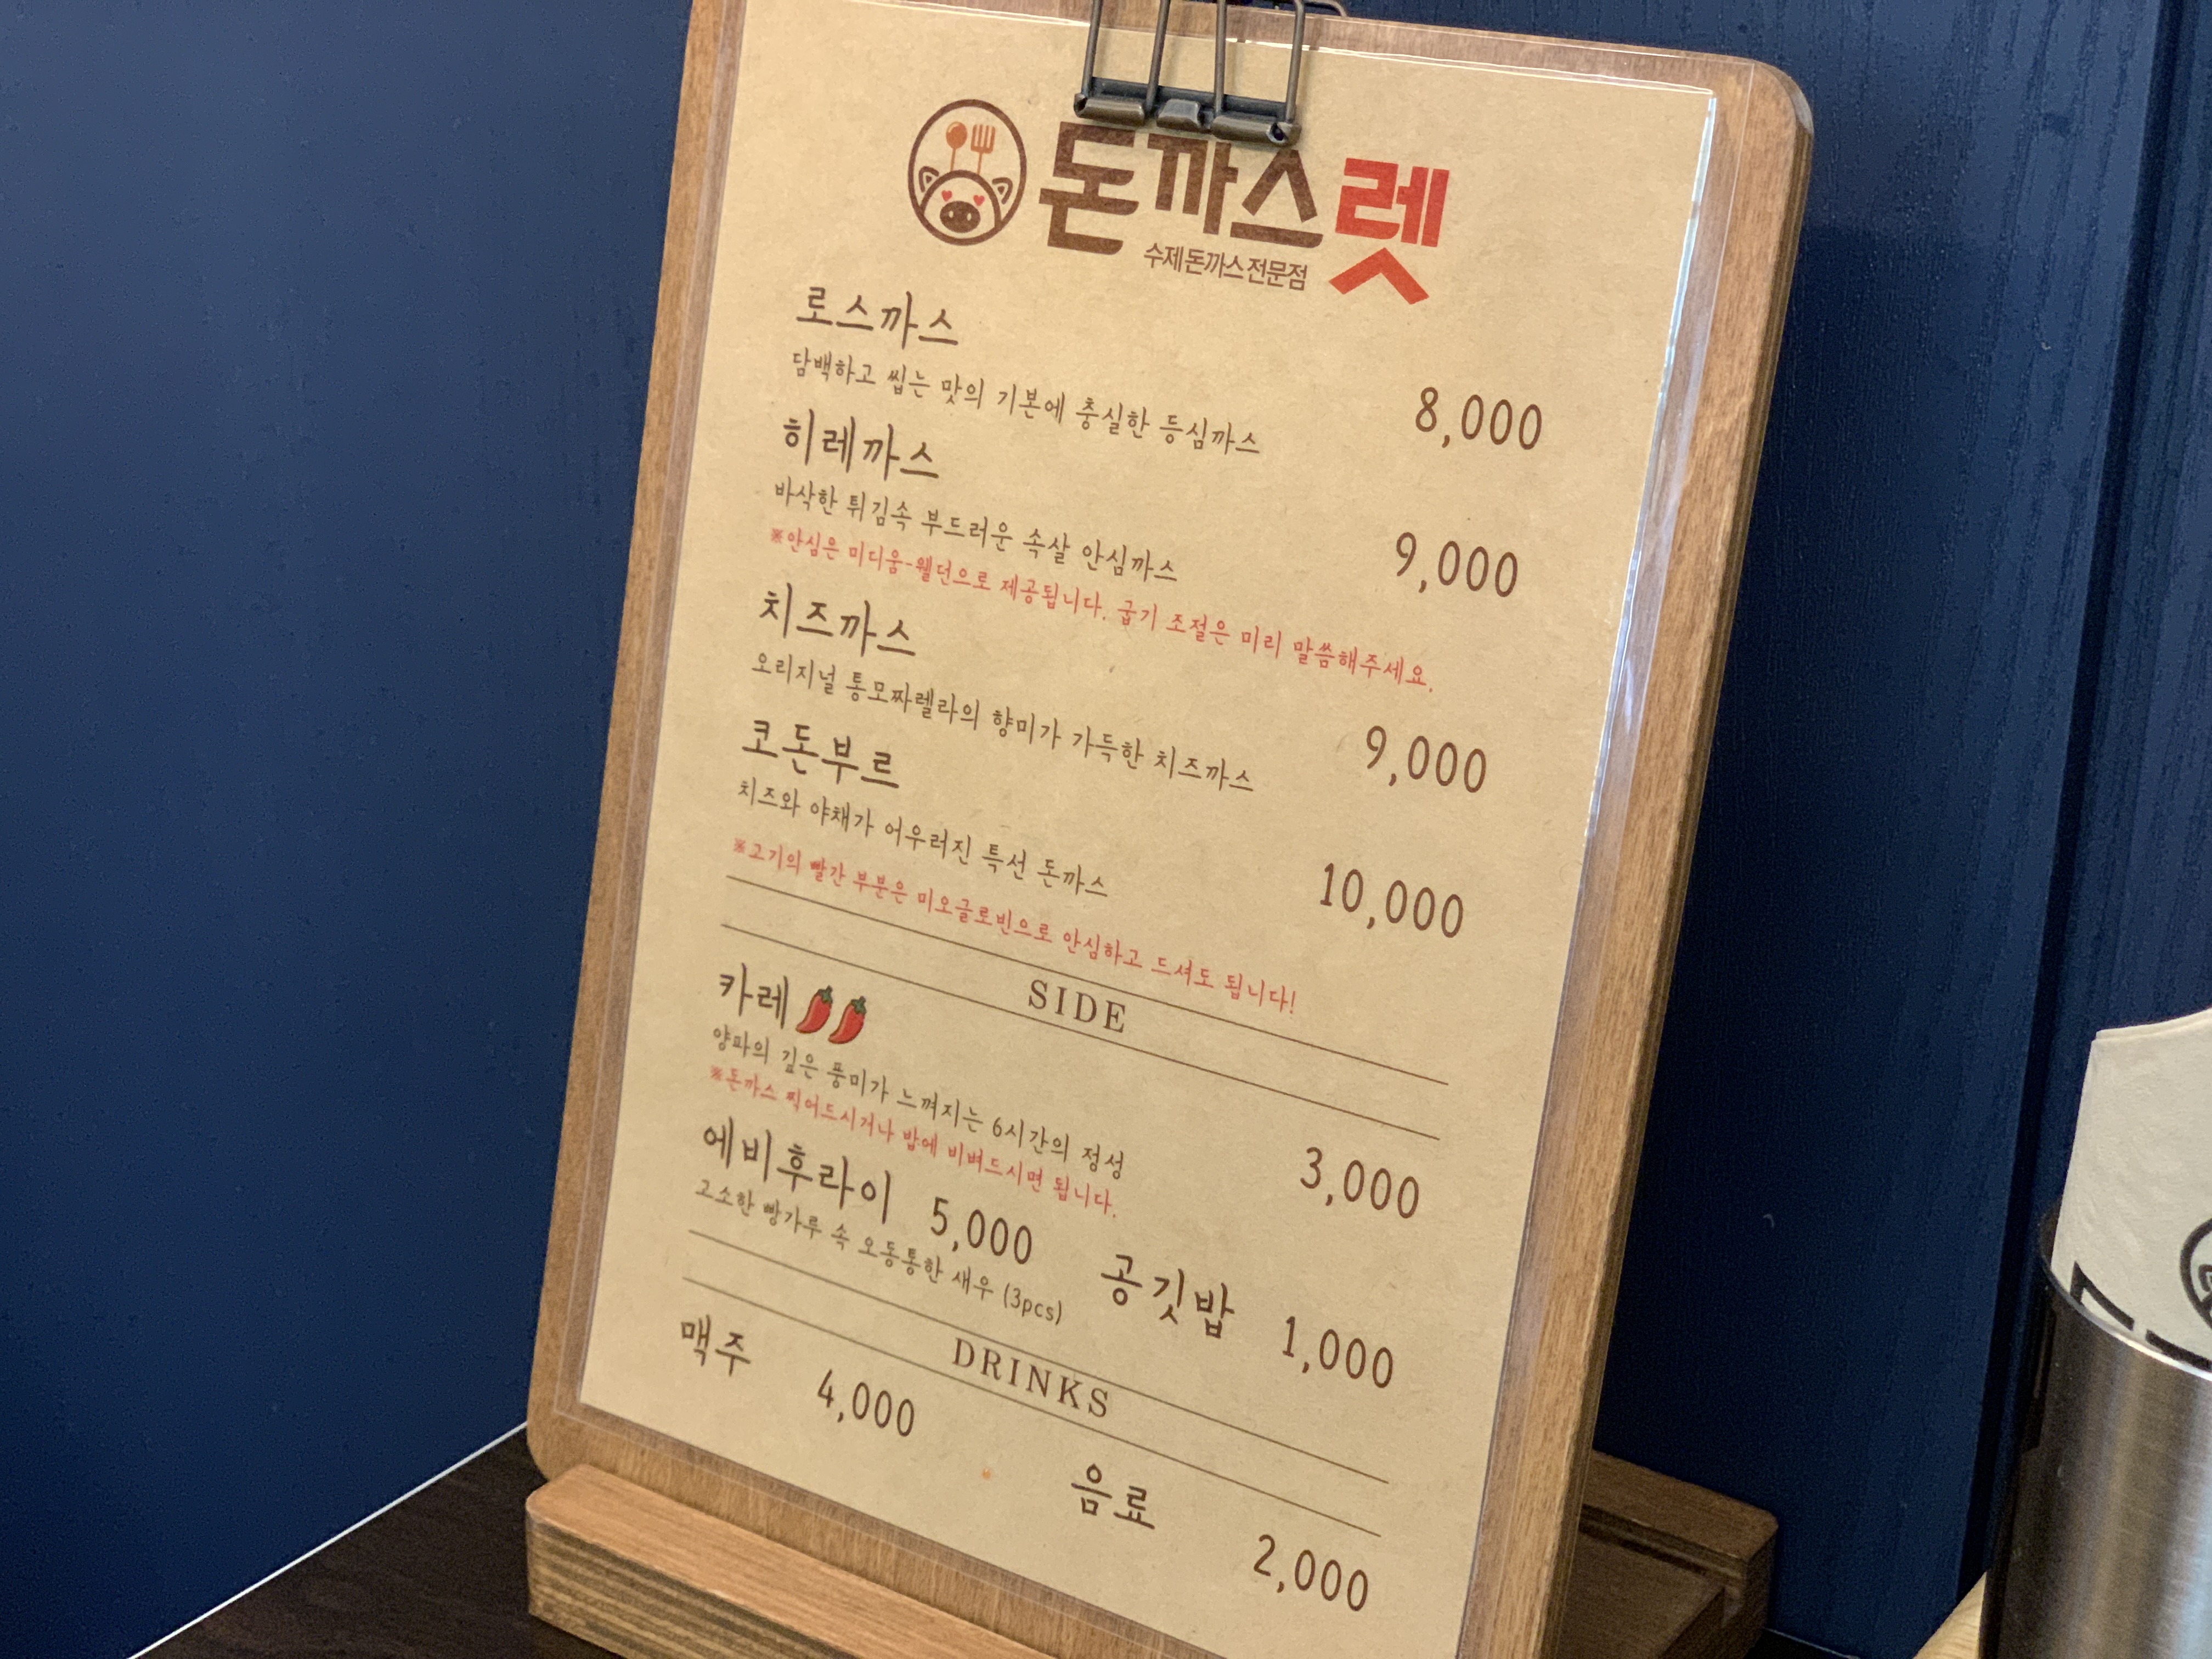 돈까스렛
수제돈까스전문점
로스까스
담백하고 씹는 맛의 기본에 충실한 등심까스
8,000
히레까스
바삭한 튀김속 부드러운 속살 안심까스
9,000
※안심은 미디움-웰던으로 제공됩니다. 굽기 조절은 미리 말씀해주세요.
치즈까스
오리지널 통모짜렐라의 향미가 가득한 치즈까스
9,000
코돈부르
치즈와 야채가 어우러진 특선 돈까스
10,000
※고기의 빨간 부분은 미오글로빈으로 안심하고 드셔도 됩니다!
SIDE
카레
양파의 깊은 풍미가 느껴지는 6시간의 정성
3,000
※돈까스 찍어드시거나 밥에 비벼드시면 됩니다.
에비후라이 5,000
고소한 빵가루 속 오동통한 새우 (3pcs)
공깃밥 1,000
DRINKS
맥주 4,000
음료 2,000